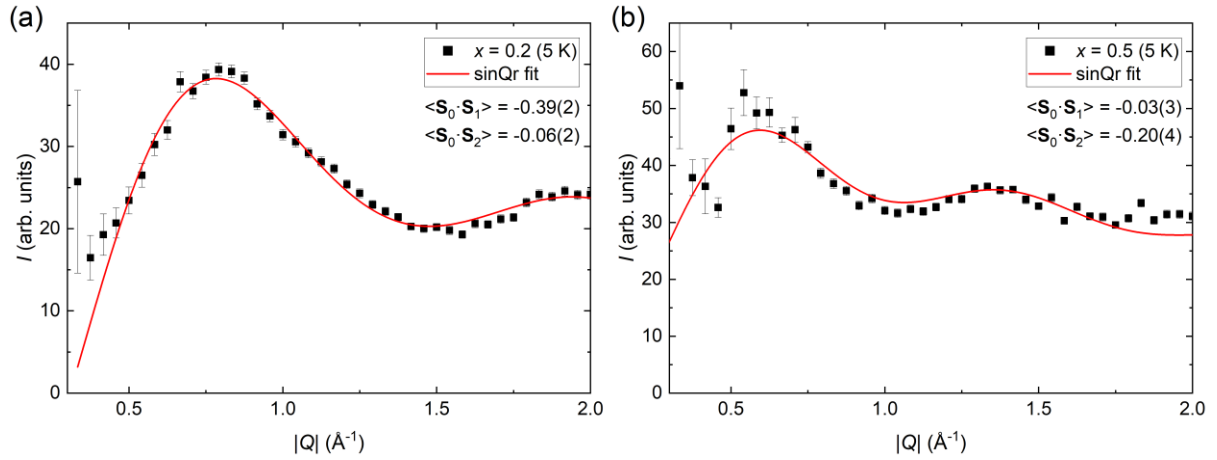 (a)
x = 0.2 (5 K)
sinQr fit
<S₀·S₁> = -0.39(2)
<S₀·S₂> = -0.06(2)
I (arb. units)
40
30
20
10
0
0.5
1.0
1.5
2.0
|Q| (Å⁻¹)
(b)
x = 0.5 (5 K)
sinQr fit
<S₀·S₁> = -0.03(3)
<S₀·S₂> = -0.20(4)
I (arb. units)
60
50
40
30
20
10
0
0.5
1.0
1.5
2.0
|Q| (Å⁻¹)